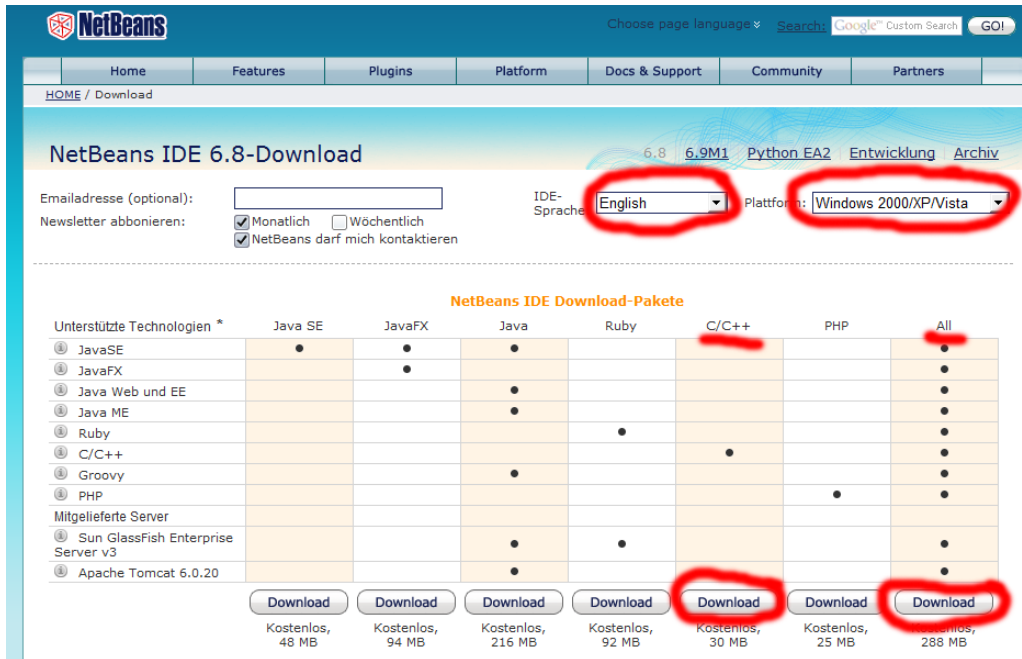 NetBeans
Choose page language
Search: Google™ Custom Search GO!
Home Features Plugins Platform Docs & Support Community Partners
HOME / Download
NetBeans IDE 6.8-Download
6.8 6.9M1 Python EA2 Entwicklung Archiv
Emailadresse (optional):
IDE-Sprache English
Plattform: Windows 2000/XP/Vista
Newsletter abbonieren: Monatlich Wöchentlich
NetBeans darf mich kontaktieren
NetBeans IDE Download-Pakete
Unterstützte Technologien * Java SE JavaFX Java Ruby C/C++ PHP All
JavaSE
JavaFX
Java Web und EE
Java ME
Ruby
C/C++
Groovy
PHP
Mitgelieferte Server
Sun GlassFish Enterprise
Server v3
Apache Tomcat 6.0.20
Download Download Download Download Download Download Download
Kostenlos, Kostenlos, Kostenlos, Kostenlos, Kostenlos, Kostenlos, Kostenlos,
48 MB 94 MB 216 MB 92 MB 30 MB 25 MB 288 MB